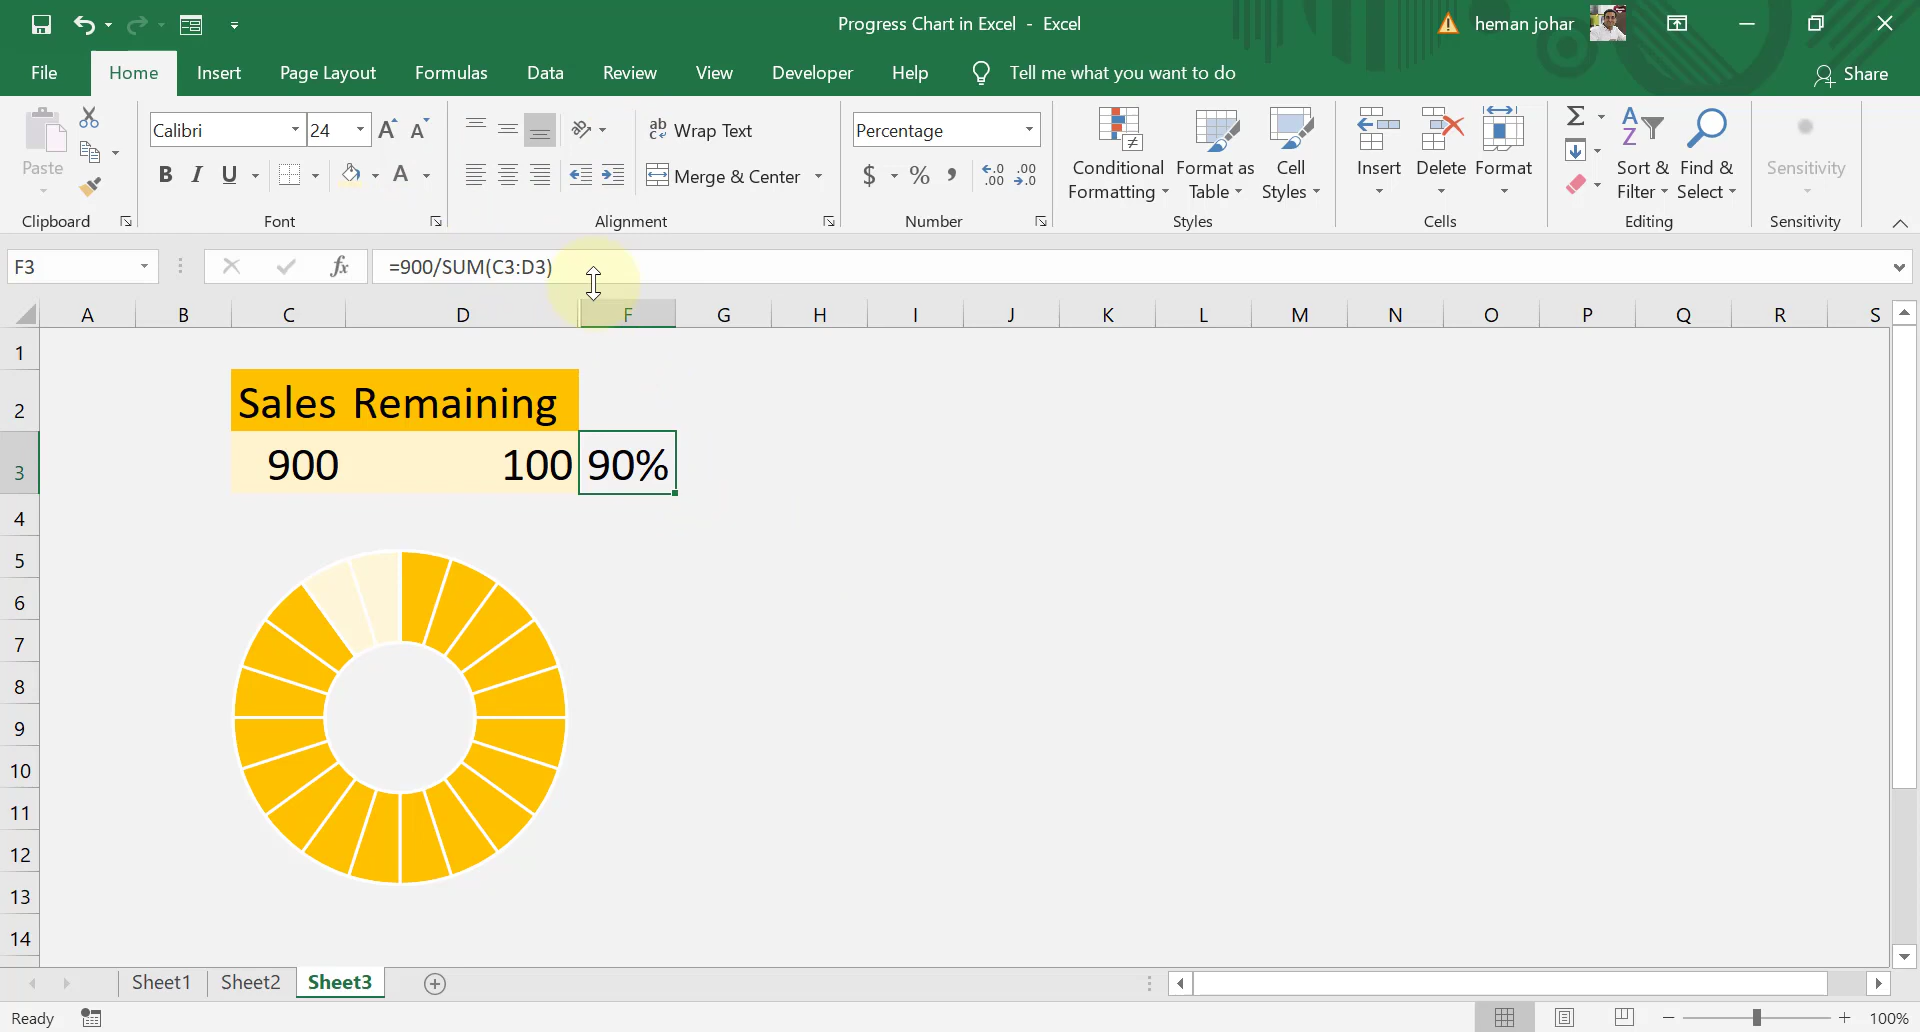 Progress Chart in Excel - Excel
heman johar
File Home Insert Page Layout Formulas Data Review View Developer Help Tell me what you want to do Share
Paste
Clipboard
Calibri 24
B I U A
Font
ab Wrap Text
Merge & Center
Alignment
Percentage
$ % ,
Number
Conditional Formatting
Format as Table
Cell Styles
Styles
Insert Delete Format
Cells
Sort & Filter
Find & Select
Editing
Sensitivity
Sensitivity
F3 fx =900/SUM(C3:D3)
A B C D F G H I J K L M N O P Q R S
1
2 Sales Remaining
3 900 100 90%
4
5
6
7
8
9
10
11
12
13
14
Sheet1 Sheet2 Sheet3
Ready 100%